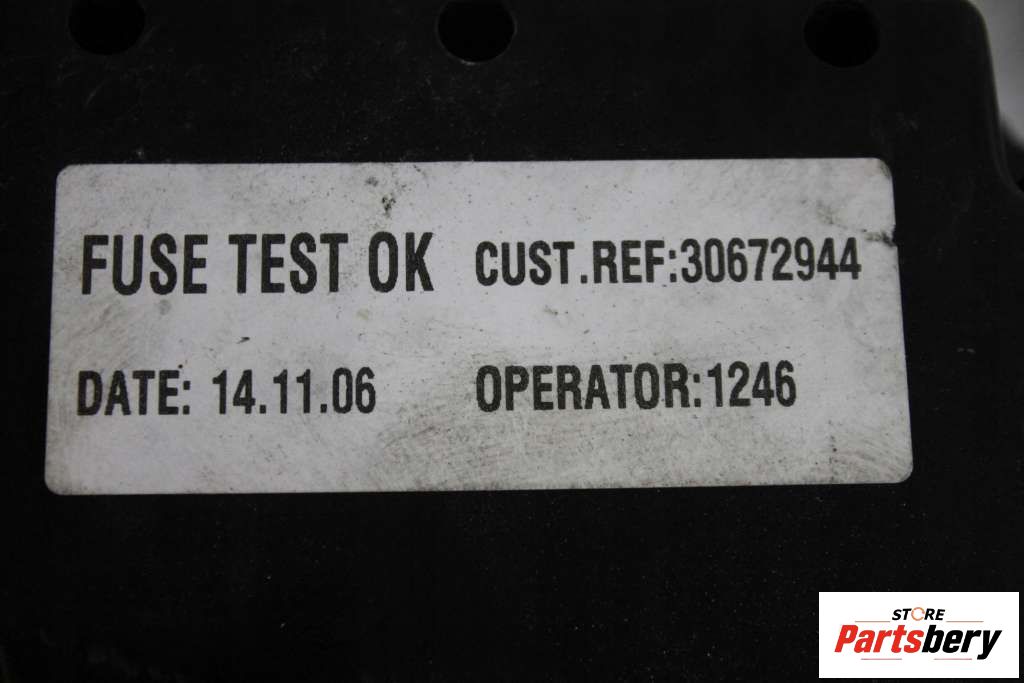 FUSE TEST OK CUST.REF:30672944
DATE: 14.11.06 OPERATOR:1246
STORE
Partsbery